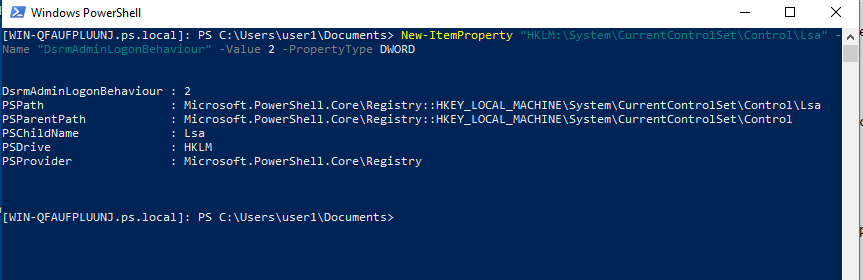 Windows PowerShell
[WIN-QFAUFPLUUNJ.ps.local]: PS C:\Users\user1\Documents> New-ItemProperty "HKLM:\System\CurrentControlSet\Control\Lsa" -
Name "DsrmAdminLogonBehaviour" -Value 2 -PropertyType DWORD
DsrmAdminLogonBehaviour : 2
PSPath                  : Microsoft.PowerShell.Core\Registry::HKEY_LOCAL_MACHINE\System\CurrentControlSet\Control\Lsa
PSParentPath            : Microsoft.PowerShell.Core\Registry::HKEY_LOCAL_MACHINE\System\CurrentControlSet\Control
PSChildName             : Lsa
PSDrive                 : HKLM
PSProvider              : Microsoft.PowerShell.Core\Registry
[WIN-QFAUFPLUUNJ.ps.local]: PS C:\Users\user1\Documents>